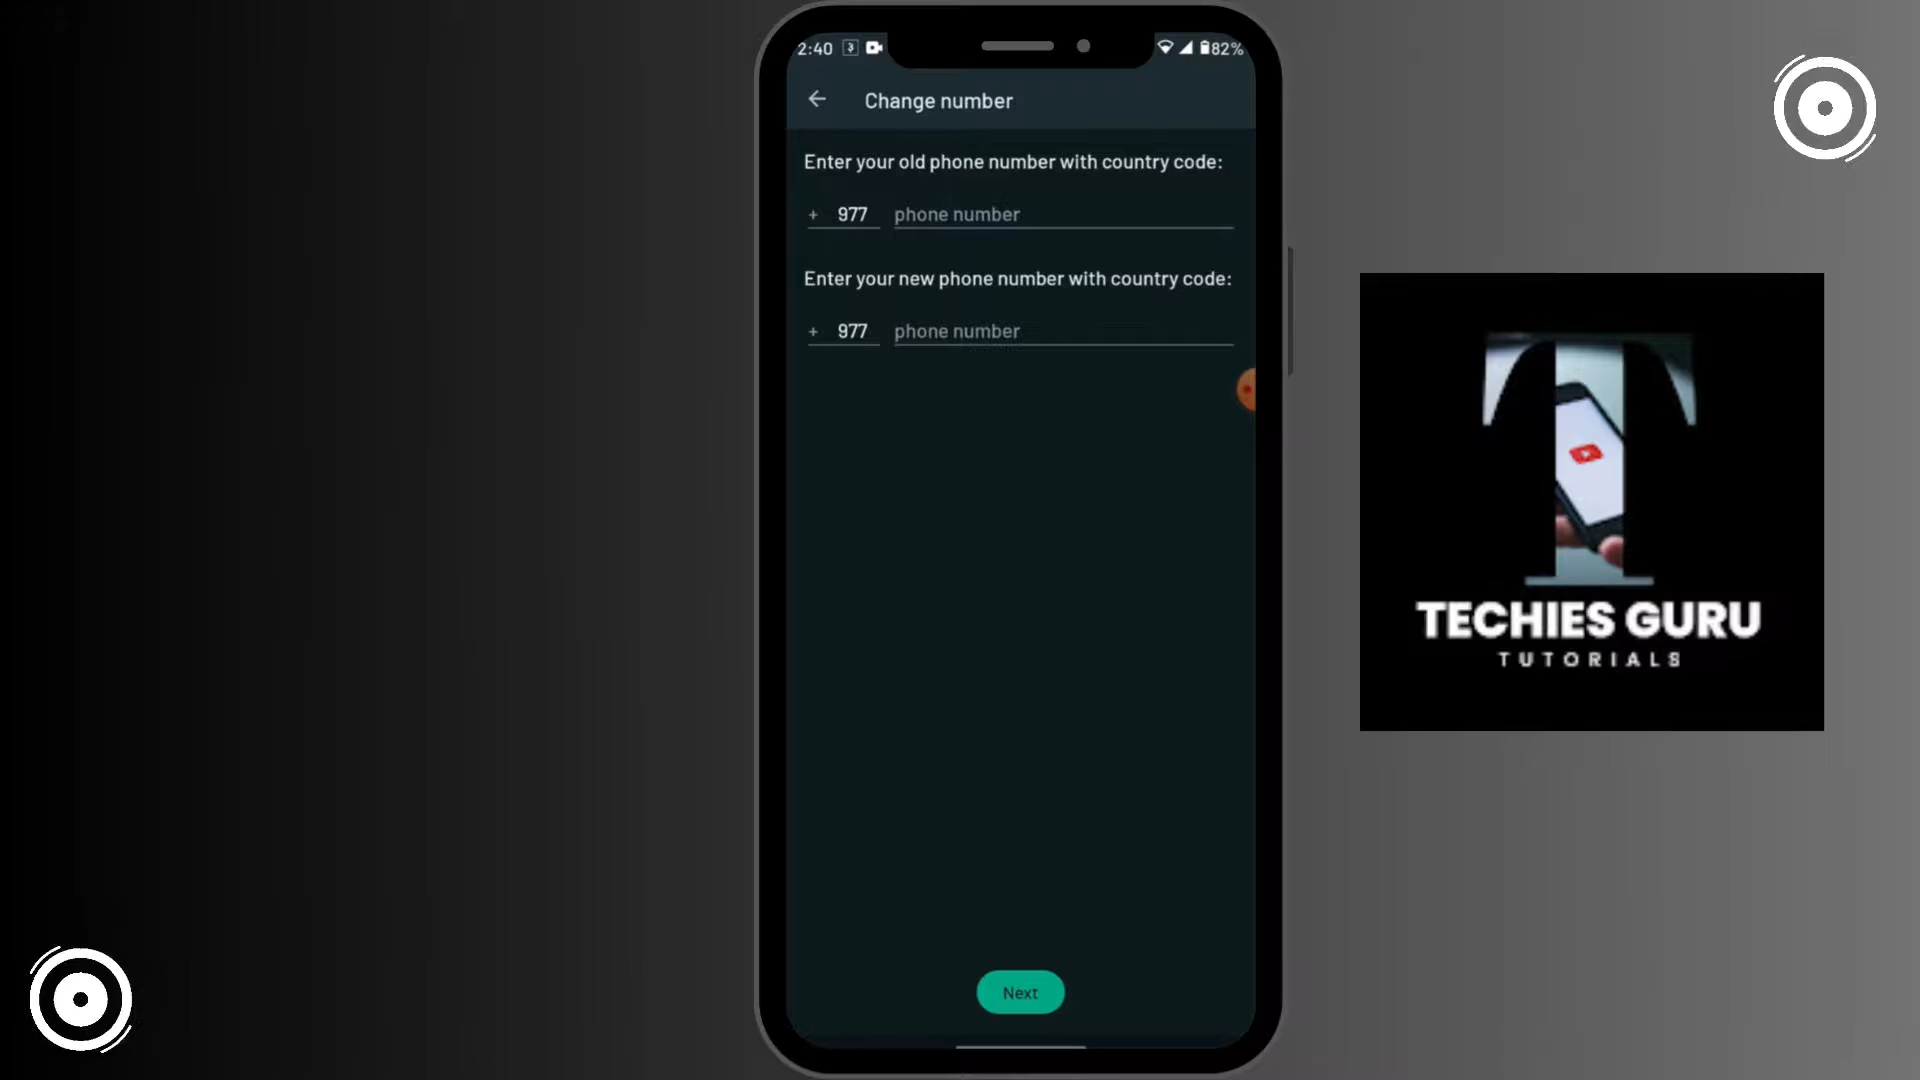 2:40
82%
Change number
Enter your old phone number with country code:
+ 977 phone number
Enter your new phone number with country code:
+ 977 phone number
Next
TECHIES GURU
TUTORIALS